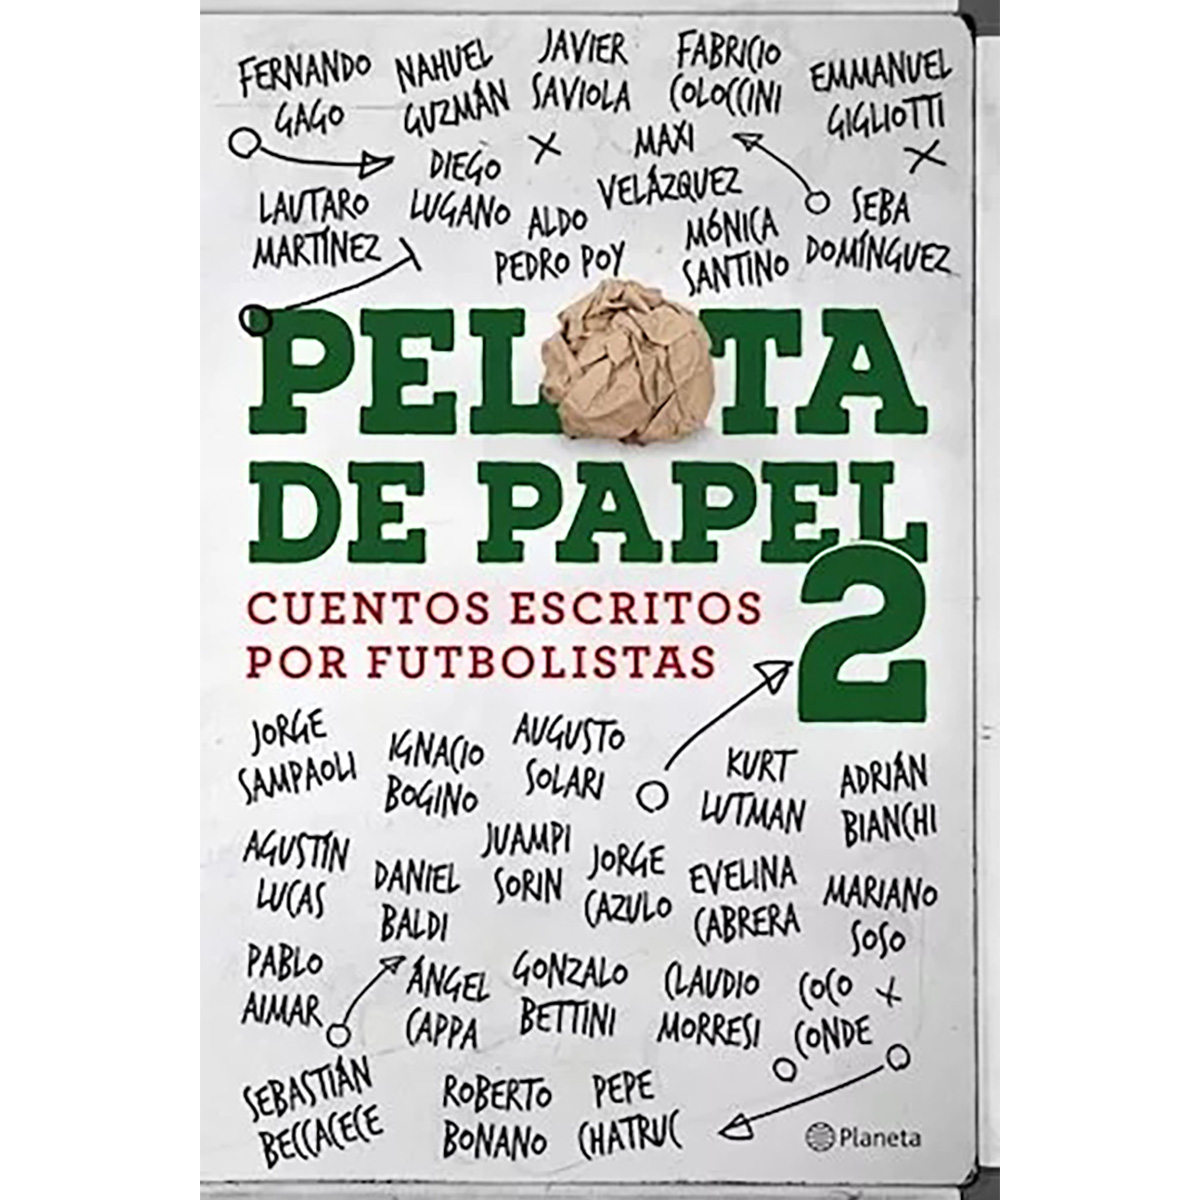 FERNANDO
GAGO
NAHUEL
GUZMÁN
JAVIER
SAVIOLA
FABRICIO
COLOCCINI
EMMANUEL
GIGLIOTTI
LAUTARO
MARTÍNEZ
DIEGO
LUGANO
ALDO
PEDRO POY
MAXI
VELÁZQUEZ
MÓNICA
SANTINO
SEBA
DOMÍNGUEZ
PELOTA
DE PAPEL
2
CUENTOS ESCRITOS
POR FUTBOLISTAS
JORGE
SAMPAOLI
IGNACIO
BOGINO
AUGUSTO
SOLARI
KURT
LUTMAN
ADRIÁN
BIANCHI
AGUSTÍN
LUCAS
DANIEL
BALDI
JUAMPI
SORIN
JORGE
CAZULO
EVELINA
CABRERA
MARIANO
SOSO
PABLO
AIMAR
ÁNGEL
CAPPA
GONZALO
BETTINI
CLAUDIO
MORRESI
COCO
CONDE
SEBASTIÁN
BECCACECE
ROBERTO
BONANO
PEPE
CHATRUC
Planeta